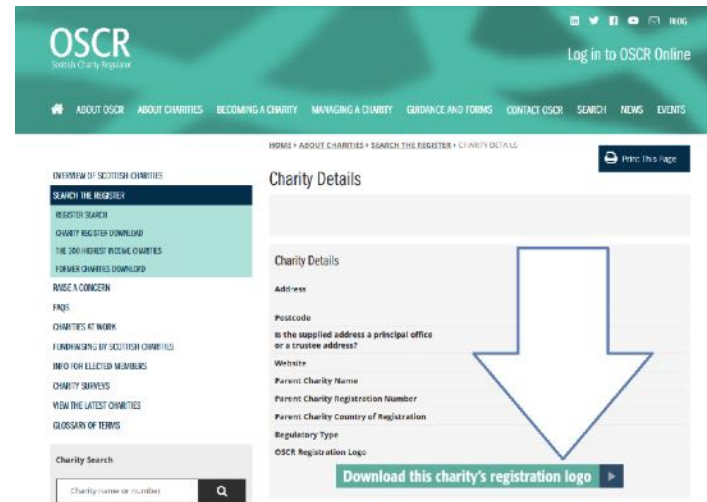 BLOG
OSCR
Scottish Charity Regulator
Log in to OSCR Online
ABOUT OSCR ABOUT CHARITIES BECOMING A CHARITY MANAGING A CHARITY GUIDANCE AND FORMS CONTACT OSCR SEARCH NEWS EVENTS
HOME › ABOUT CHARITIES › SEARCH THE REGISTER › CHARITY DETAILS
Print This Page
Charity Details
OVERVIEW OF SCOTTISH CHARITIES
SEARCH THE REGISTER
REGISTER SEARCH
CHARITY REGISTER DOWNLOAD
THE 300 HIGHEST INCOME CHARITIES
FORMER CHARITIES DOWNLOAD
RAISE A CONCERN
FAQS
CHARITIES AT WORK
FUNDRAISING BY SCOTTISH CHARITIES
INFO FOR ELECTED MEMBERS
CHARITY SURVEYS
VIEW THE LATEST CHARITIES
GLOSSARY OF TERMS
Charity Search
Charity name or number
Charity Details
Address
Postcode
Is the supplied address a principal office
or a trustee address?
Website
Parent Charity Name
Parent Charity Registration Number
Parent Charity Country of Registration
Regulatory Type
OSCR Registration Logo
Download this charity's registration logo